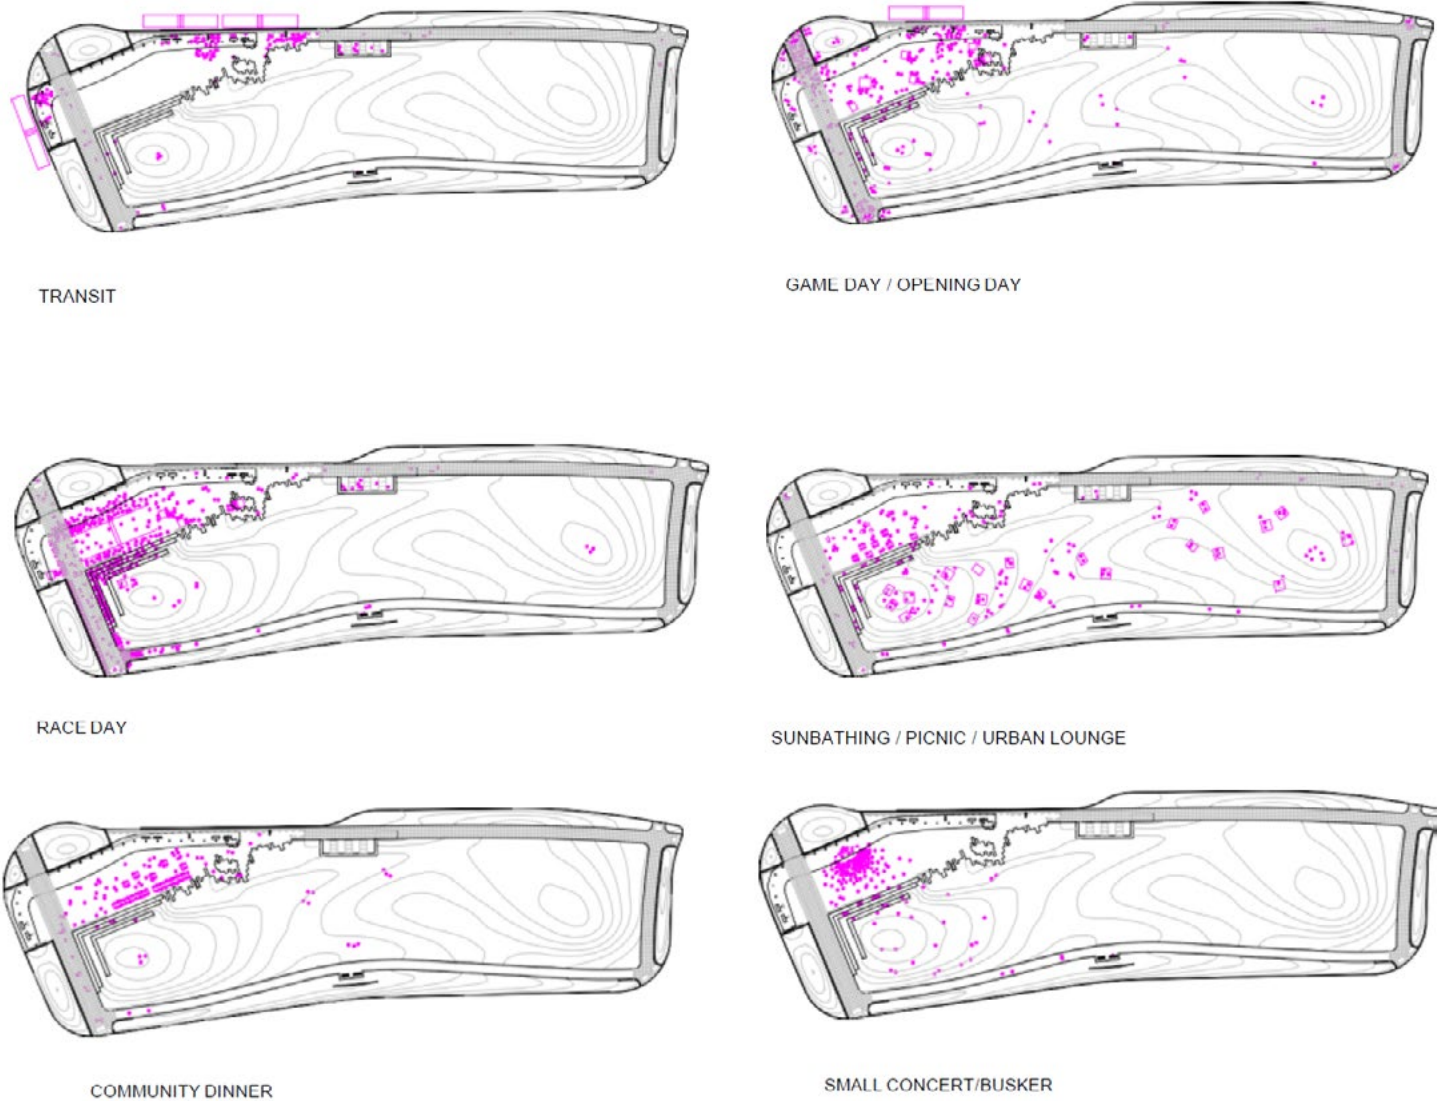 TRANSIT
GAME DAY / OPENING DAY
RACE DAY
SUNBATHING / PICNIC / URBAN LOUNGE
COMMUNITY DINNER
SMALL CONCERT/BUSKER